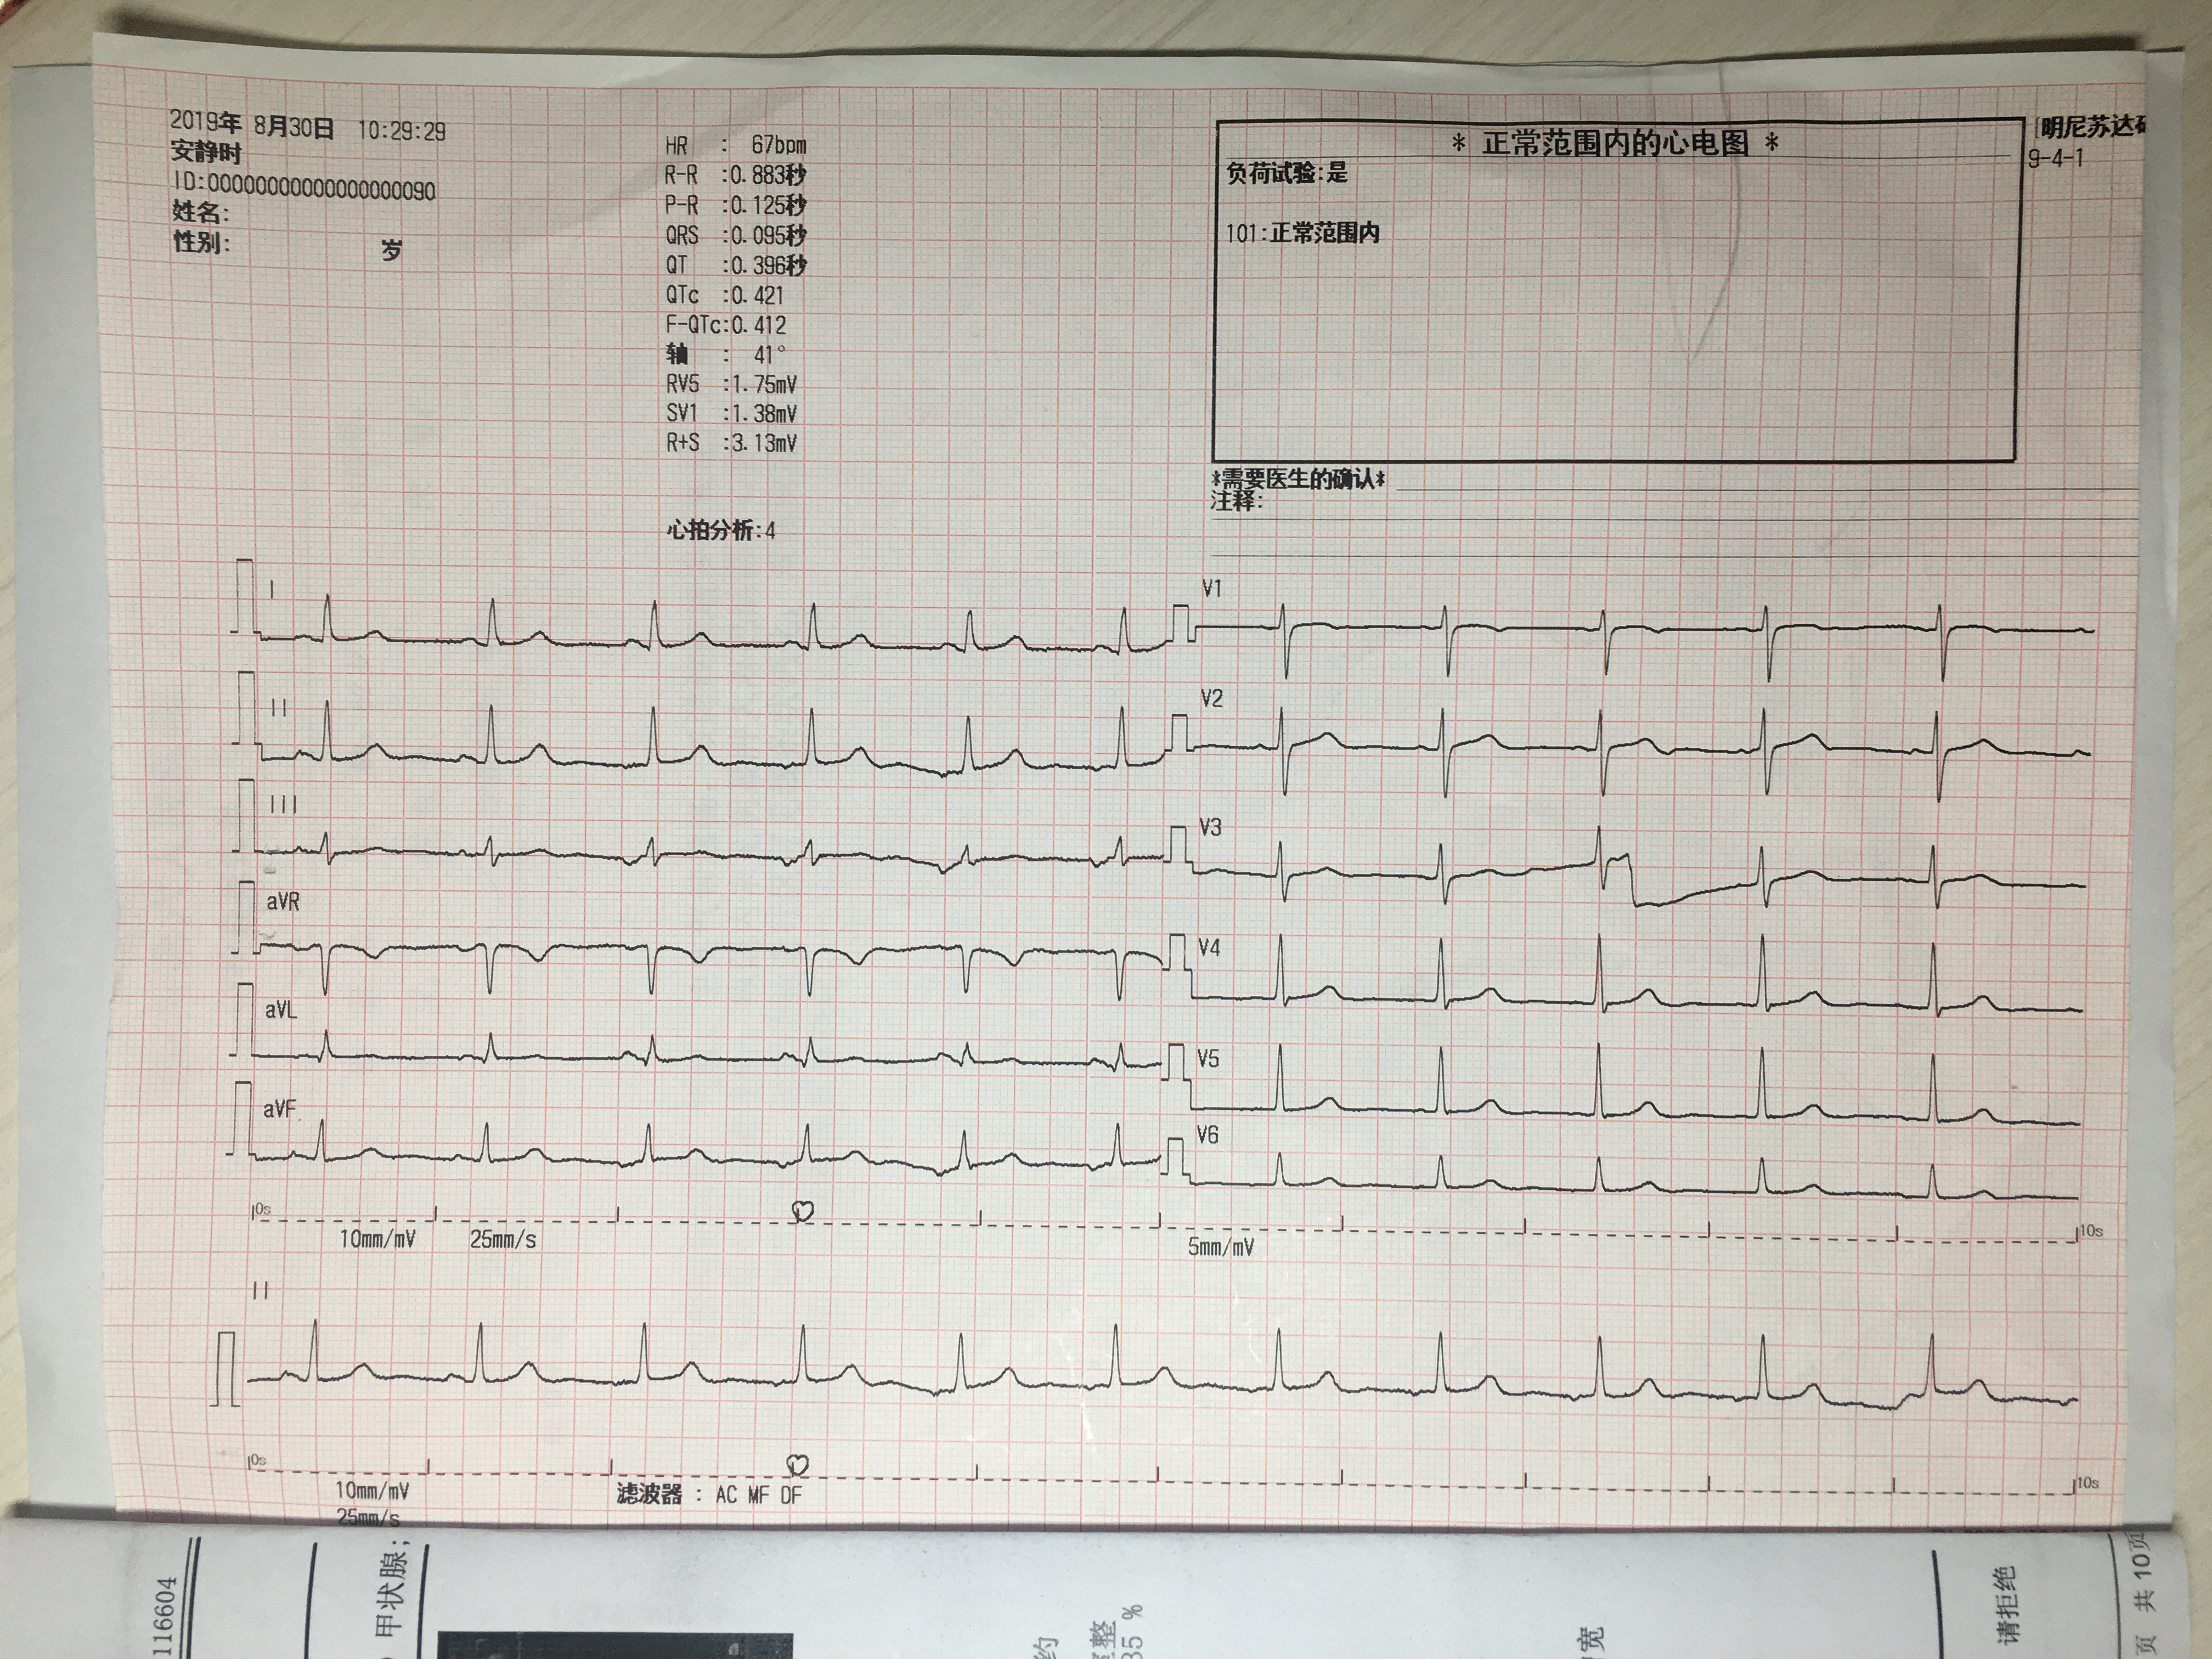 2019年 8月30日 10:29:29
安静时
ID:00000000000000000090
姓名:
性别: 岁
HR : 67bpm
R-R :0.883秒
P-R :0.125秒
QRS :0.095秒
QT :0.396秒
QTc :0.421
F-QTc:0.412
轴 : 41°
RV5 :1.75mV
SV1 :1.38mV
R+S :3.13mV
心拍分析:4
* 正常范围内的心电图 *
负荷试验:是
101:正常范围内
[明尼苏达
9-4-1
*需要医生的确认*
注释:
I
II
III
aVR
aVL
aVF
V1
V2
V3
V4
V5
V6
0s
10s
10mm/mV 25mm/s
5mm/mV
II
0s
10s
10mm/mV
25mm/s
滤波器 : AC MF DF
116604
甲状腺;
约
整
35 %
宽
请拒绝
页 共 10页